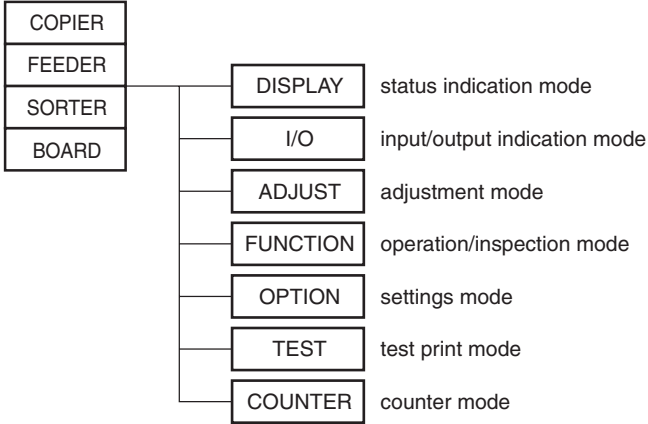 COPIER
FEEDER
SORTER
BOARD
DISPLAY status indication mode
I/O input/output indication mode
ADJUST adjustment mode
FUNCTION operation/inspection mode
OPTION settings mode
TEST test print mode
COUNTER counter mode